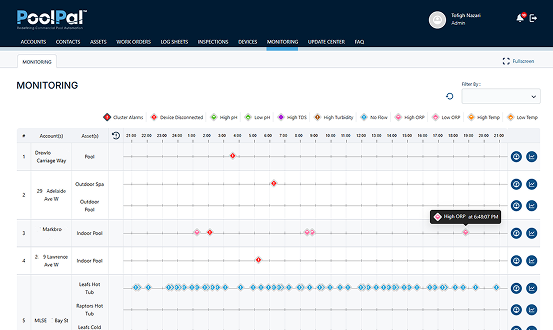 PoolPal™
Tofigh Nazari
Admin
ACCOUNTS CONTACTS ASSETS WORK ORDERS LOG SHEETS INSPECTIONS DEVICES MONITORING UPDATE CENTER FAQ
MONITORING
Fullscreen
MONITORING
Filter By :
Cluster Alarms Device Disconnected High pH Low pH High TDS High Turbidity No Flow High ORP Low ORP High Temp Low Temp
# Account(s) Asset(s) 21:00 22:00 23:00 24:00 1:00 2:00 3:00 4:00 5:00 6:00 7:00 8:00 9:00 10:00 11:00 12:00 13:00 14:00 15:00 16:00 17:00 18:00 19:00 20:00 21:00
1 Drewlo Carriage Way Pool
2 29 Adelaide Ave W Outdoor Spa
Outdoor Pool
High ORP at 6:48:07 PM
3 Markbro Indoor Pool
4 2 9 Lawrence Ave W Indoor Pool
Leafs Hot Tub
Raptors Hot Tub
5 MLSE Bay St Leafs Cold